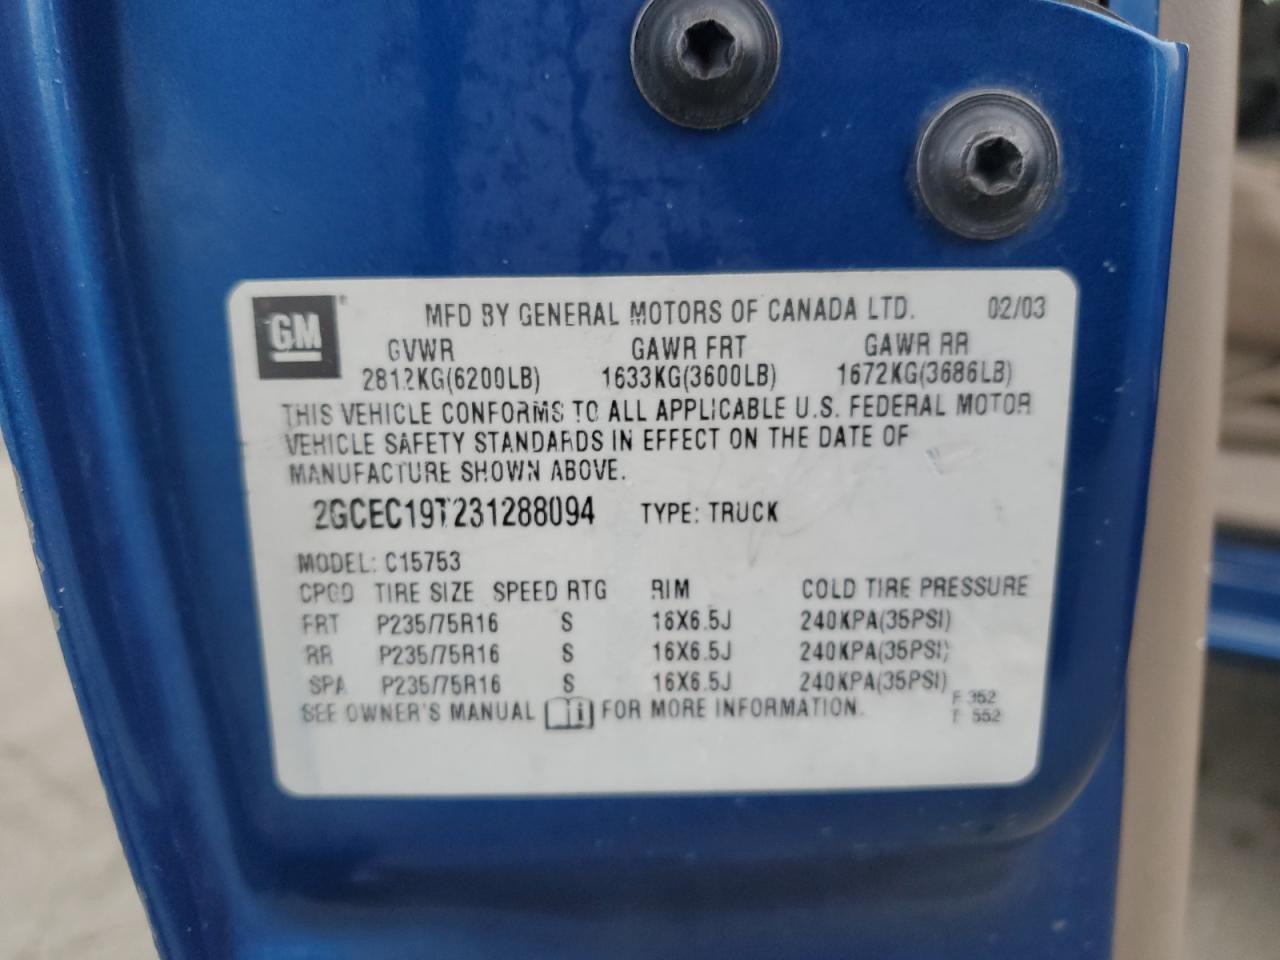 GM
MFD BY GENERAL MOTORS OF CANADA LTD. 02/03
GVWR GAWR FRT GAWR RR
2812KG(6200LB) 1633KG(3600LB) 1672KG(3686LB)
THIS VEHICLE CONFORMS TO ALL APPLICABLE U.S. FEDERAL MOTOR
VEHICLE SAFETY STANDARDS IN EFFECT ON THE DATE OF
MANUFACTURE SHOWN ABOVE.
2GCEC19T231288094 TYPE: TRUCK
MODEL: C15753
TIRE SIZE SPEED RTG RIM COLD TIRE PRESSURE
FRT P235/75R16 S 16X6.5J 240KPA(35PSI)
RR P235/75R16 S 16X6.5J 240KPA(35PSI)
SPA P235/75R16 S 16X6.5J 240KPA(35PSI)
SEE OWNER'S MANUAL FOR MORE INFORMATION.
552